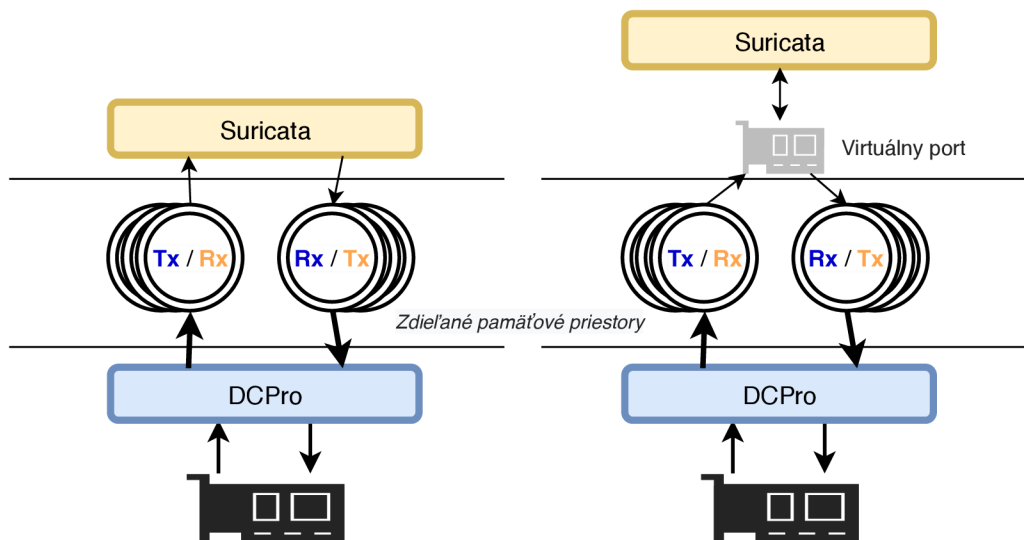 Suricata
Suricata
Virtuálny port
Tx / Rx
Rx / Tx
Tx / Rx
Rx / Tx
Zdieľané pamäťové priestory
DCPro
DCPro